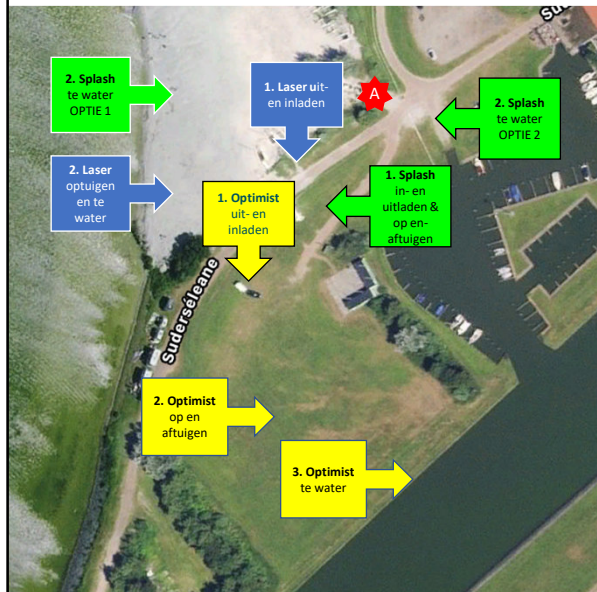 Su
2. Splash
te water
OPTIE 1
1. Laser uit-
en inladen
A
2. Splash
te water
OPTIE 2
2. Laser
optuigen
en te
water
1. Optimist
uit- en
inladen
1. Splash
in- en
uitladen &
op en-
aftuigen
Suderséleane
2. Optimist
op en
aftuigen
3. Optimist
te water